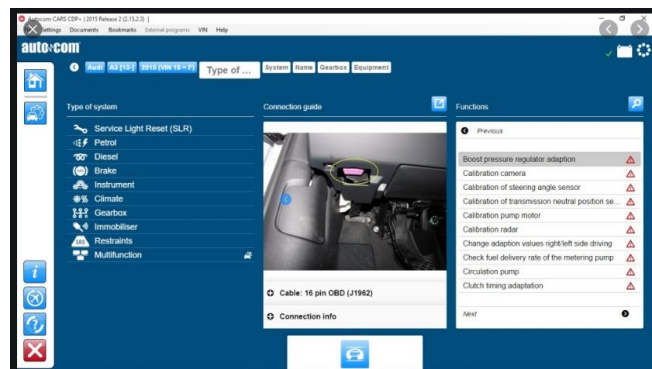 Autocom CARS CDP+ | 2015 Release 2 (2.15.2.3) |
Settings Documents Bookmarks External programs VIN Help
auto com
Audi A3 [13-] 2015 (VIN 10 = F) Type of ... System Name Gearbox Equipment
Type of system
Service Light Reset (SLR)
Petrol
Diesel
Brake
Instrument
Climate
Gearbox
Immobiliser
Restraints
Multifunction
Connection guide
Cable: 16 pin OBD (J1962)
Connection info
Functions
Previous
Boost pressure regulator adaption
Calibration camera
Calibration of steering angle sensor
Calibration of transmission neutral position se...
Calibration pump motor
Calibration radar
Change adaption values right/left side driving
Check fuel delivery rate of the metering pump
Circulation pump
Clutch timing adaptation
Next